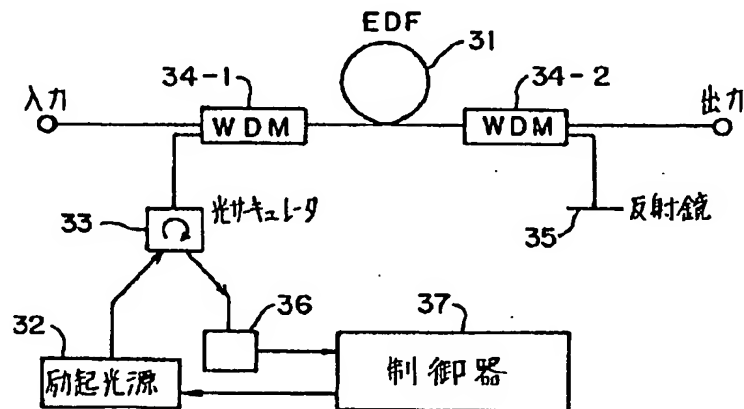 EDF
31
34-1
34-2
入力
WDM
WDM
出力
33
光サーキュレータ
35
反射鏡
36
37
32
励起光源
制御器